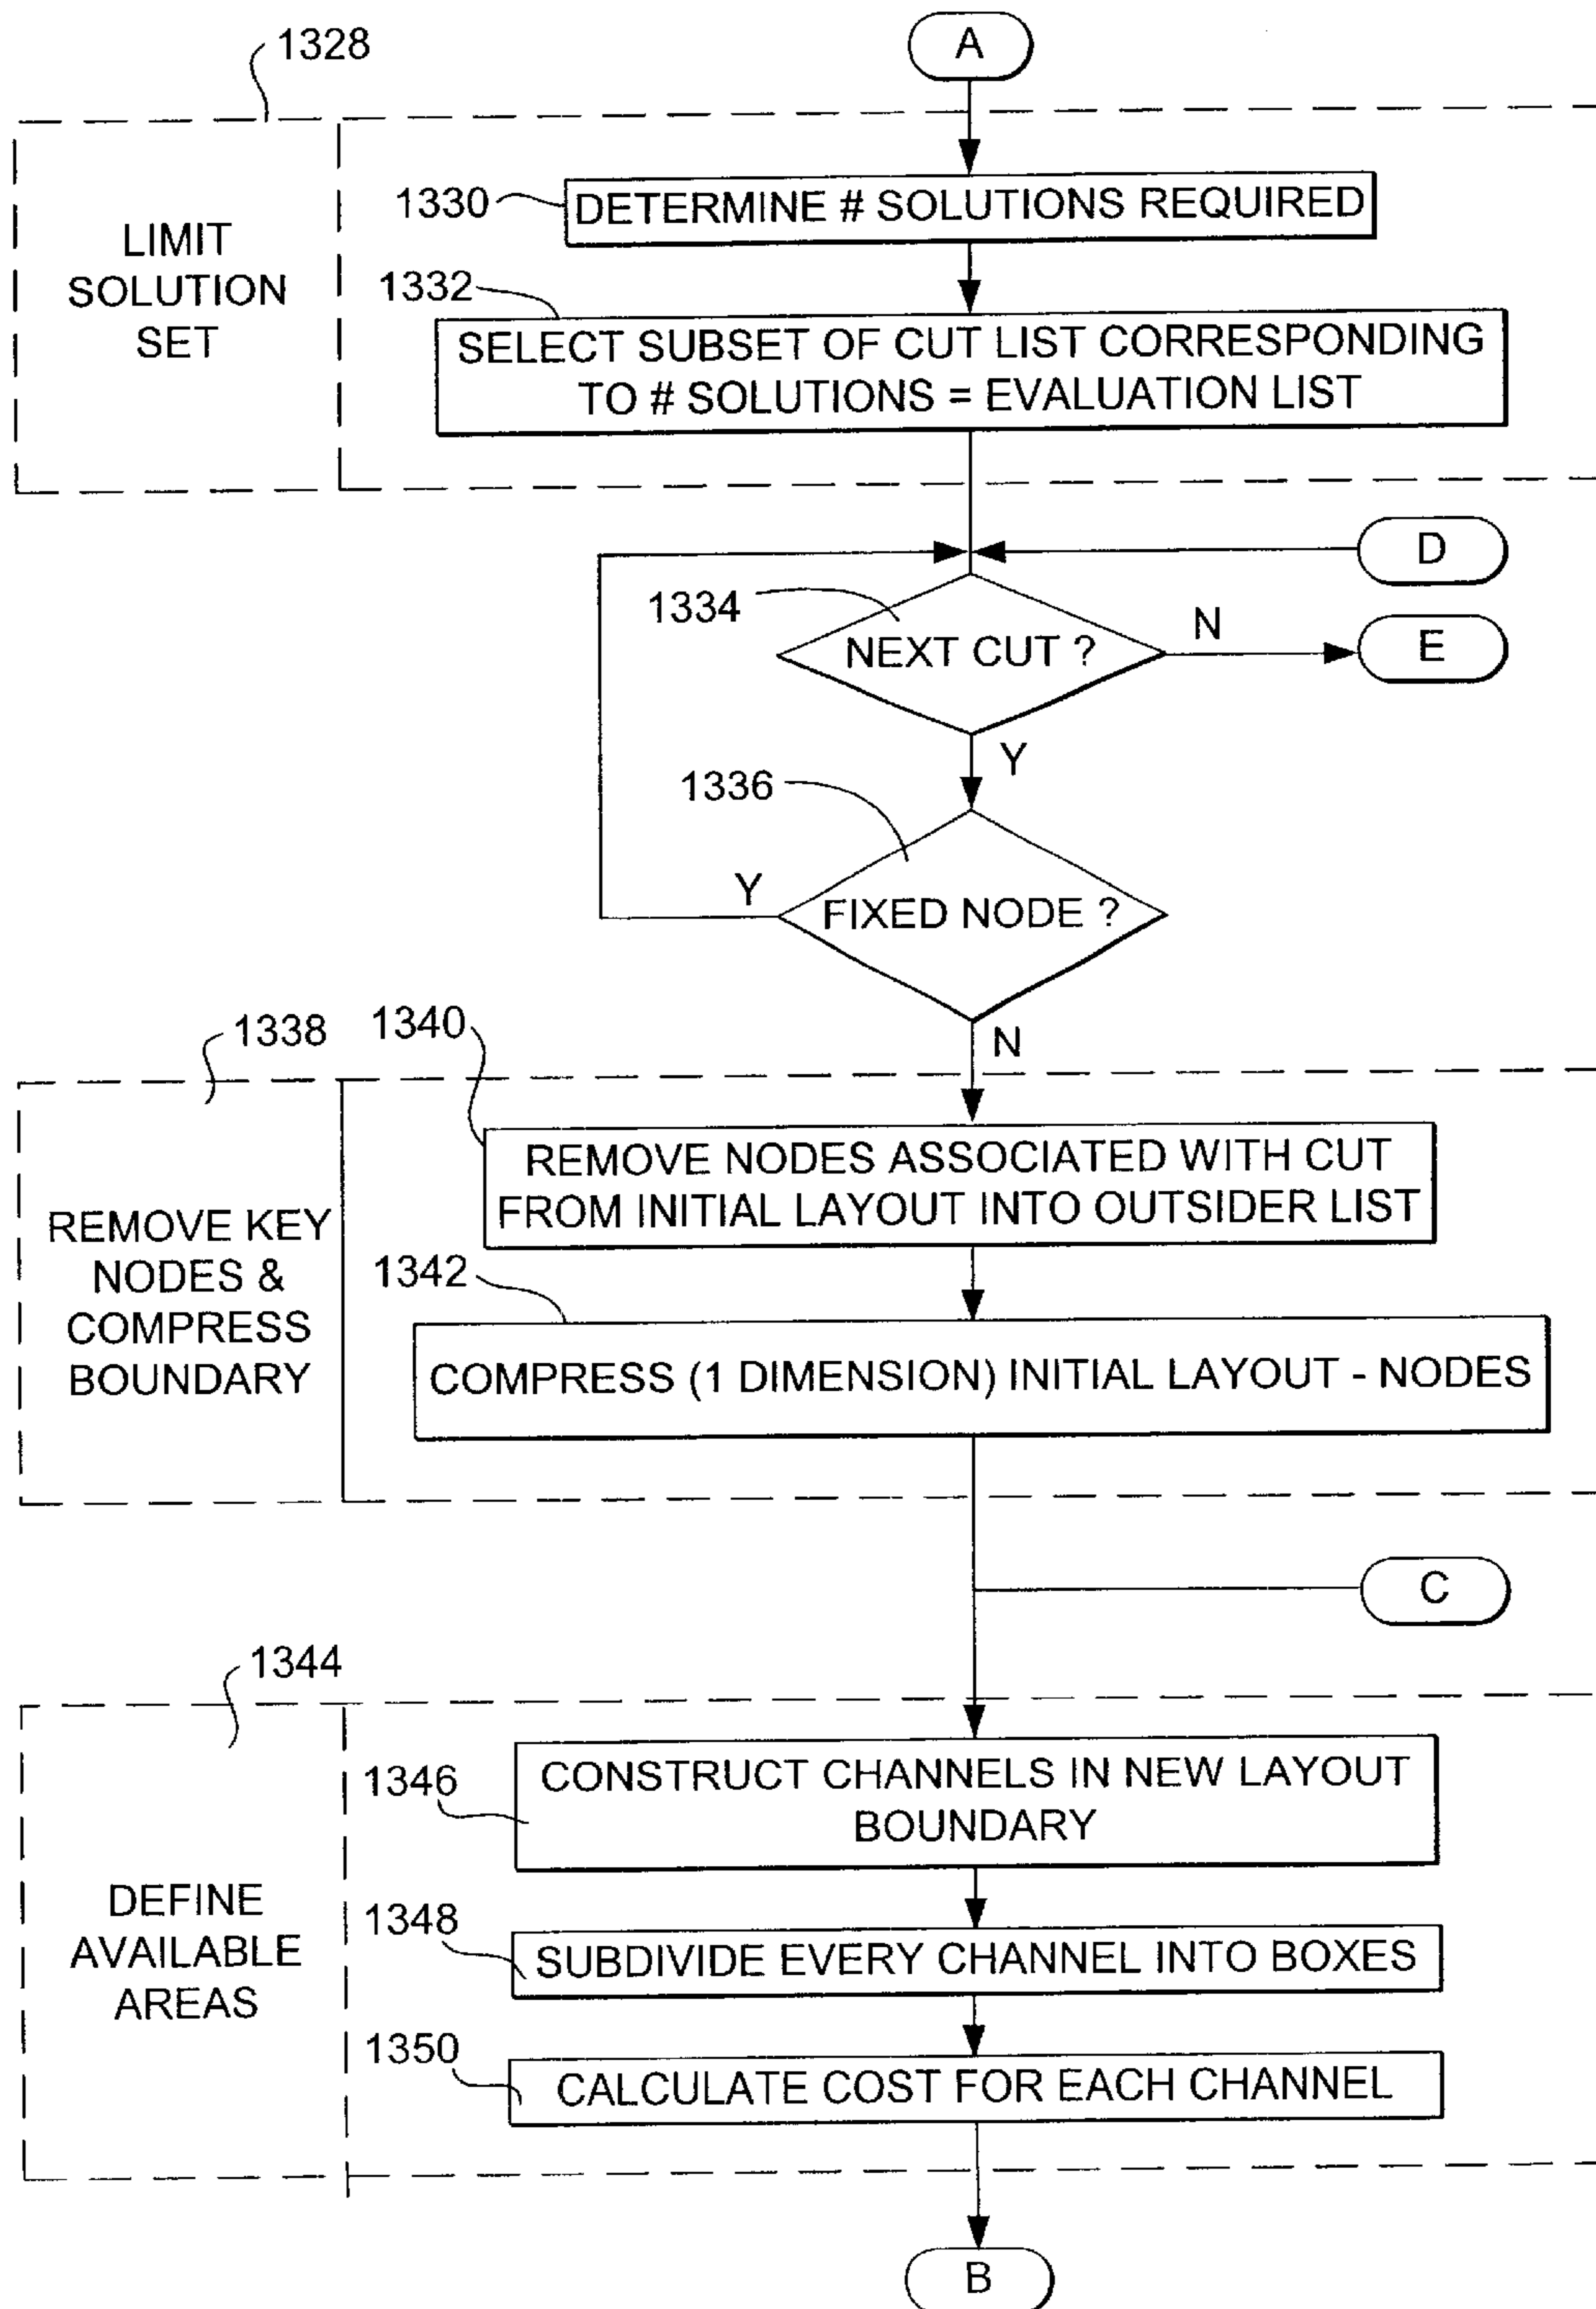 A
1328
1330
DETERMINE # SOLUTIONS REQUIRED
LIMIT
SOLUTION
SET
1332
SELECT SUBSET OF CUT LIST CORRESPONDING
TO # SOLUTIONS = EVALUATION LIST
D
1334
NEXT CUT ?
N
E
Y
1336
Y
FIXED NODE ?
N
1338
1340
REMOVE NODES ASSOCIATED WITH CUT
FROM INITIAL LAYOUT INTO OUTSIDER LIST
REMOVE KEY
NODES &
COMPRESS
BOUNDARY
1342
COMPRESS (1 DIMENSION) INITIAL LAYOUT - NODES
C
1344
1346
CONSTRUCT CHANNELS IN NEW LAYOUT
BOUNDARY
DEFINE
AVAILABLE
AREAS
1348
SUBDIVIDE EVERY CHANNEL INTO BOXES
1350
CALCULATE COST FOR EACH CHANNEL
B